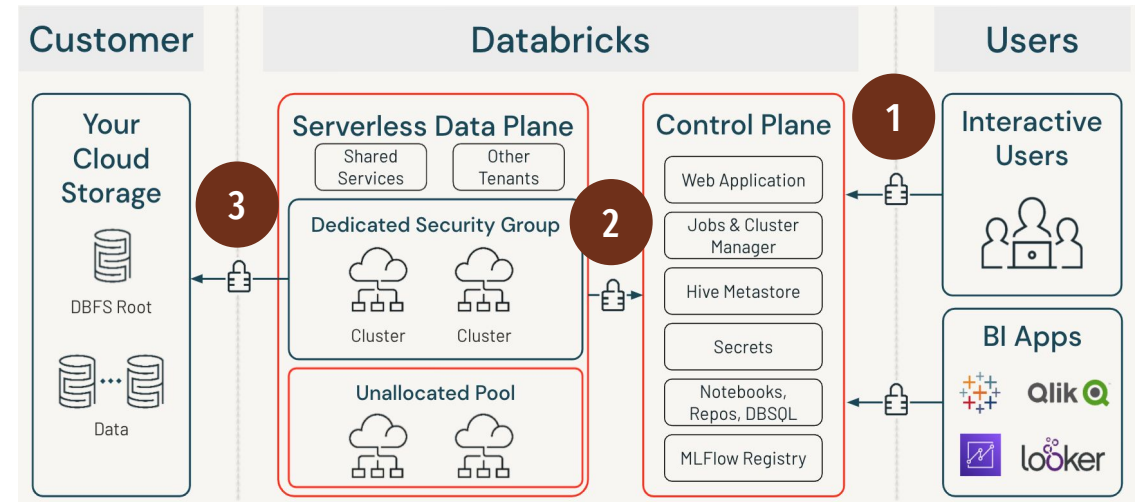 Customer
Databricks
Users
Your
Cloud
Storage
DBFS Root
Data
3
Serverless Data Plane
Shared
Services
Other
Tenants
Dedicated Security Group
Cluster
Cluster
Unallocated Pool
2
Control Plane
Web Application
Jobs & Cluster
Manager
Hive Metastore
Secrets
Notebooks,
Repos, DBSQL
MLFlow Registry
1
Interactive
Users
BI Apps
Qlik
looker